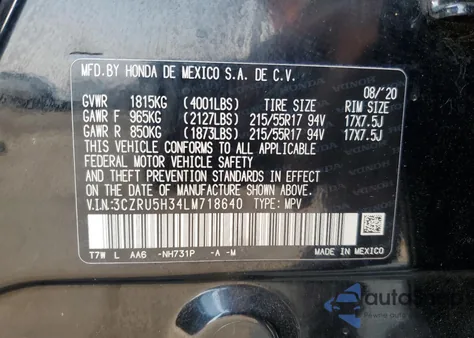 MFD.BY HONDA DE MEXICO S.A. DE C.V.
08/'20
GVWR 1815KG (4001LBS) TIRE SIZE RIM SIZE
GAWR F 965KG (2127LBS) 215/55R17 94V 17X7.5J
GAWR R 850KG (1873LBS) 215/55R17 94V 17X7.5J
THIS VEHICLE CONFORMS TO ALL APPLICABLE
FEDERAL MOTOR VEHICLE SAFETY, BUMPER, AND
THEFT PREVENTION STANDARDS IN EFFECT ON THE
DATE OF MANUFACTURE SHOWN ABOVE.
V.I.N:3CZRU5H34LM718640 TYPE: MPV
T7W L AA6 -NH731P -A -M
MADE IN MEXICO